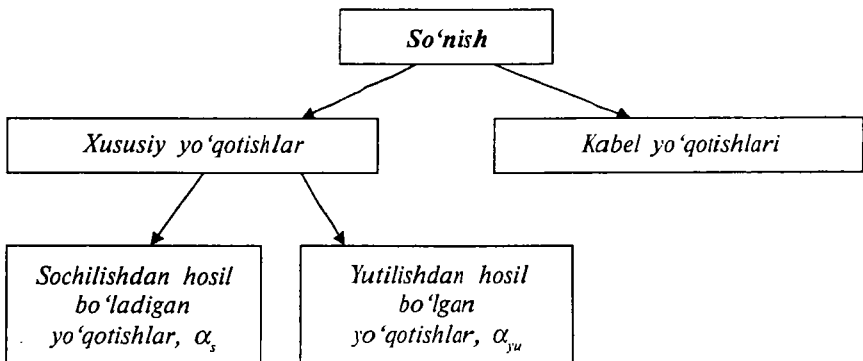 So‘nish
Xususiy yo‘qotishlar
Kabel yo‘qotishlari
Sochilishdan hosil
bo‘ladigan
yo‘qotishlar, αs
Yutilishdan hosil
bo‘lgan
yo‘qotishlar, αyu